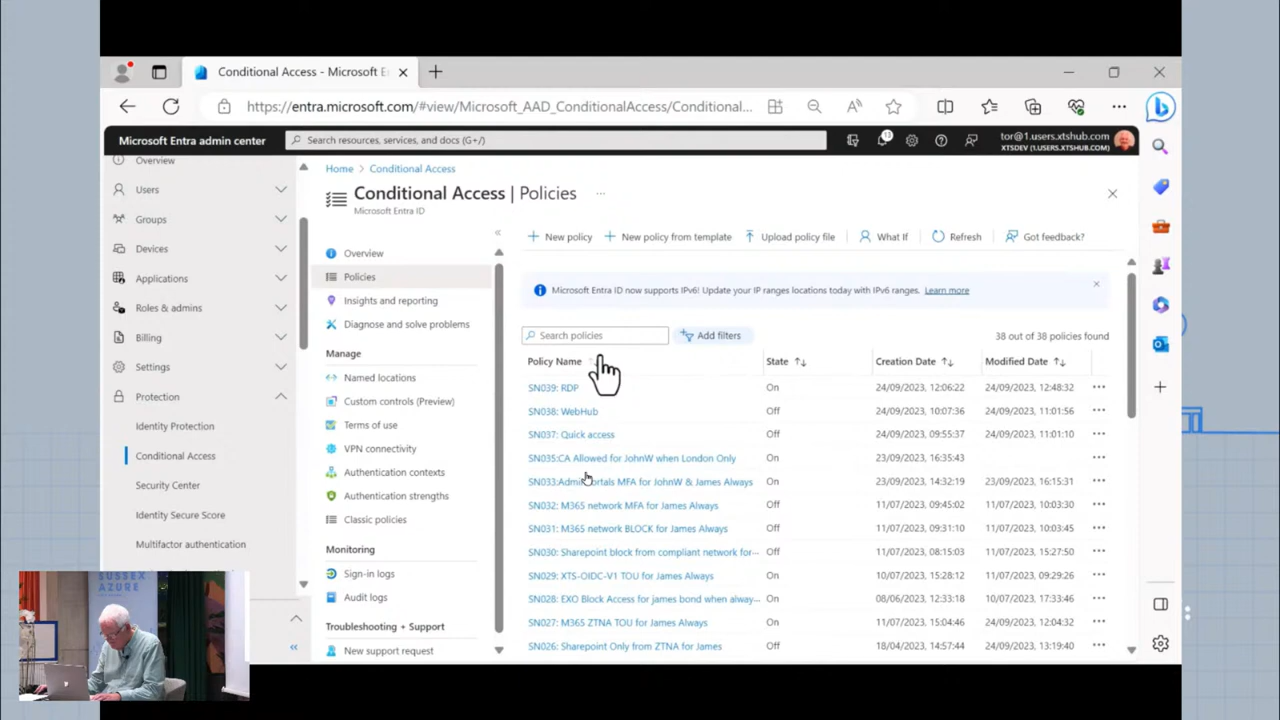 Conditional Access - Microsoft E
https://entra.microsoft.com/#view/Microsoft_AAD_ConditionalAccess/Conditional...
Microsoft Entra admin center
Search resources, services, and docs (G+/)
11
tor@1.users.xtshub.com
XTSDEV (1.USERS.XTSHUB.COM)
Overview
Users
Groups
Devices
Applications
Roles & admins
Billing
Settings
Protection
Identity Protection
Conditional Access
Security Center
Identity Secure Score
Multifactor authentication
Home > Conditional Access
Conditional Access | Policies
Microsoft Entra ID
Overview
Policies
Insights and reporting
Diagnose and solve problems
Manage
Named locations
Custom controls (Preview)
Terms of use
VPN connectivity
Authentication contexts
Authentication strengths
Classic policies
Monitoring
Sign-in logs
Audit logs
Troubleshooting + Support
New support request
New policy
New policy from template
Upload policy file
What If
Refresh
Got feedback?
Microsoft Entra ID now supports IPv6! Update your IP ranges locations today with IPv6 ranges. Learn more
Search policies
Add filters
38 out of 38 policies found
Policy Name State Creation Date Modified Date
SN039: RDP On 24/09/2023, 12:06:22 24/09/2023, 12:48:32
SN038: WebHub Off 24/09/2023, 10:07:36 24/09/2023, 11:01:56
SN037: Quick access Off 24/09/2023, 09:55:37 24/09/2023, 11:01:10
SN035:CA Allowed for JohnW when London Only On 23/09/2023, 16:35:43
SN033:Admin Portals MFA for JohnW & James Always On 23/09/2023, 14:32:19 23/09/2023, 16:15:31
SN032: M365 network MFA for James Always Off 11/07/2023, 09:45:02 11/07/2023, 10:03:30
SN031: M365 network BLOCK for James Always Off 11/07/2023, 09:31:10 11/07/2023, 10:03:45
SN030: Sharepoint block from compliant network for... Off 11/07/2023, 08:15:03 11/07/2023, 15:27:50
SN029: XTS-OIDC-V1 TOU for James Always On 10/07/2023, 15:28:12 11/07/2023, 09:29:26
SN028: EXO Block Access for james bond when alway... Off 08/06/2023, 12:33:18 10/07/2023, 17:33:46
SN027: M365 ZTNA TOU for James Always On 11/07/2023, 15:04:46 24/09/2023, 12:04:32
SN026: Sharepoint Only from ZTNA for James Off 18/04/2023, 14:57:44 24/09/2023, 13:19:40
SUSSEX
AZURE